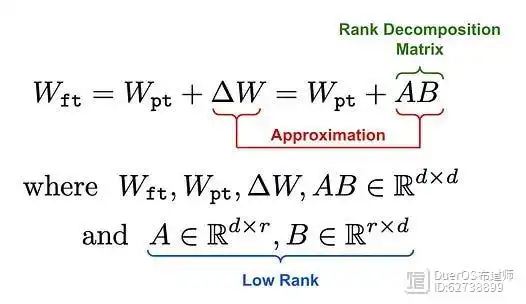 Rank Decomposition
Matrix
W_ft = W_pt + ΔW = W_pt + AB
Approximation
where W_ft, W_pt, ΔW, AB ∈ ℝ^{d×d}
and A ∈ ℝ^{d×r}, B ∈ ℝ^{r×d}
Low Rank
DuerOS布道师
ID:62738899